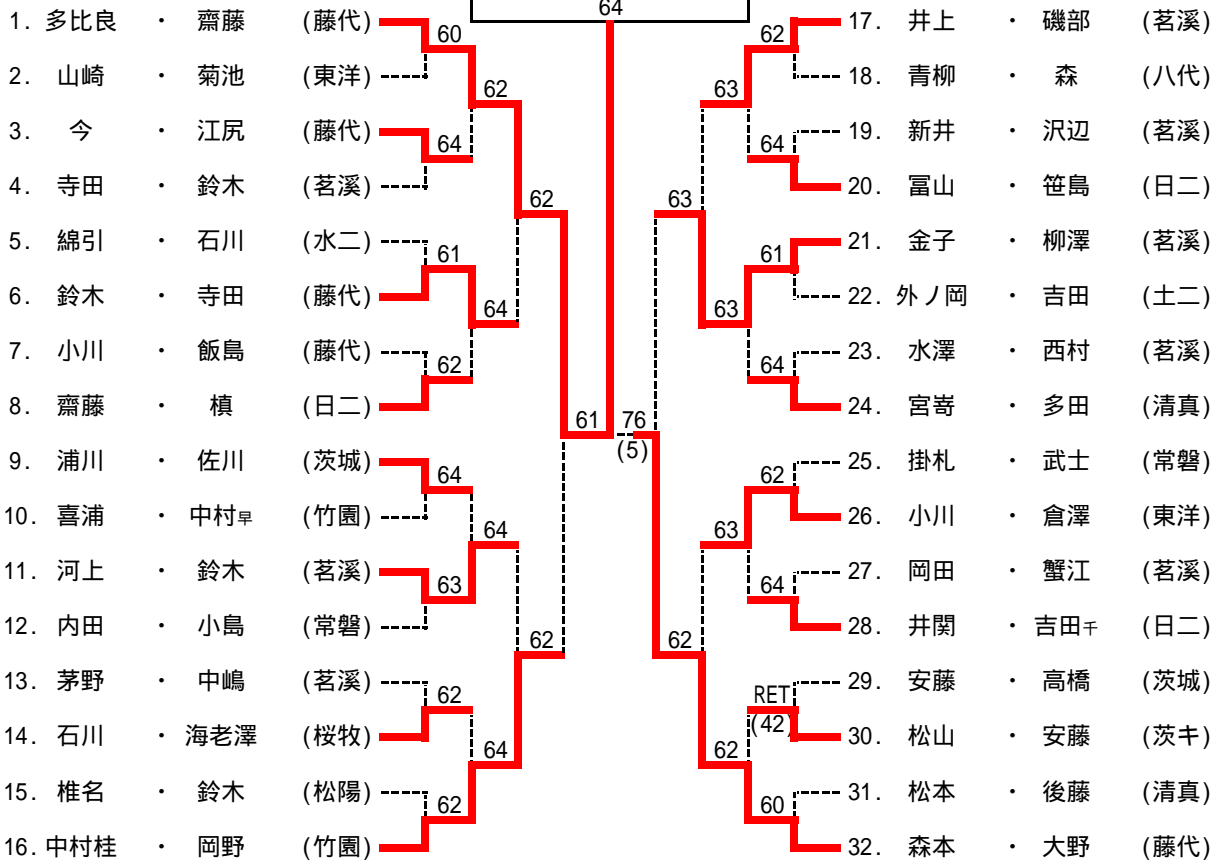 64
1. 多比良 ・ 齋藤 (藤代) 60 62 17. 井上 ・ 磯部 (茗溪)
2. 山崎 ・ 菊池 (東洋) 62 63 18. 青柳 ・ 森 (八代)
3. 今 ・ 江尻 (藤代) 64 64 19. 新井 ・ 沢辺 (茗溪)
4. 寺田 ・ 鈴木 (茗溪) 62 63 20. 冨山 ・ 笹島 (日二)
5. 綿引 ・ 石川 (水二) 61 61 21. 金子 ・ 柳澤 (茗溪)
6. 鈴木 ・ 寺田 (藤代) 64 63 22. 外ノ岡 ・ 吉田 (土二)
7. 小川 ・ 飯島 (藤代) 62 64 23. 水澤 ・ 西村 (茗溪)
8. 齋藤 ・ 槙 (日二) 61 76 24. 宮嵜 ・ 多田 (清真)
(5)
9. 浦川 ・ 佐川 (茨城) 64 62 25. 掛札 ・ 武士 (常磐)
10. 喜浦 ・ 中村早 (竹園) 64 63 26. 小川 ・ 倉澤 (東洋)
11. 河上 ・ 鈴木 (茗溪) 63 64 27. 岡田 ・ 蟹江 (茗溪)
12. 内田 ・ 小島 (常磐) 62 62 28. 井関 ・ 吉田千 (日二)
13. 茅野 ・ 中嶋 (茗溪) 62 RET 29. 安藤 ・ 高橋 (茨城)
(42)
14. 石川 ・ 海老澤 (桜牧) 64 62 30. 松山 ・ 安藤 (茨キ)
15. 椎名 ・ 鈴木 (松陽) 62 60 31. 松本 ・ 後藤 (清真)
16. 中村桂 ・ 岡野 (竹園) 32. 森本 ・ 大野 (藤代)